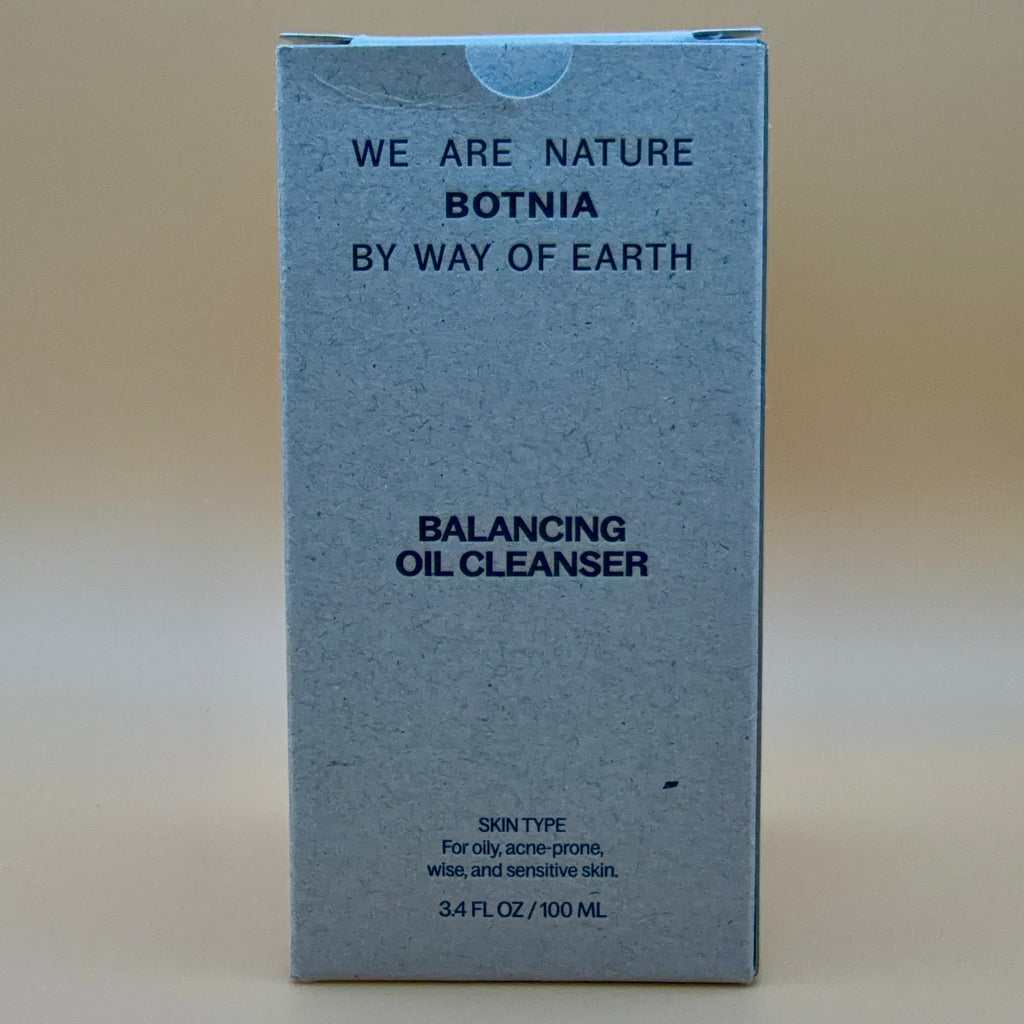 WE ARE NATURE
BOTNIA
BY WAY OF EARTH
BALANCING
OIL CLEANSER
SKIN TYPE
For oily, acne-prone,
wise, and sensitive skin.
3.4 FL OZ / 100 ML